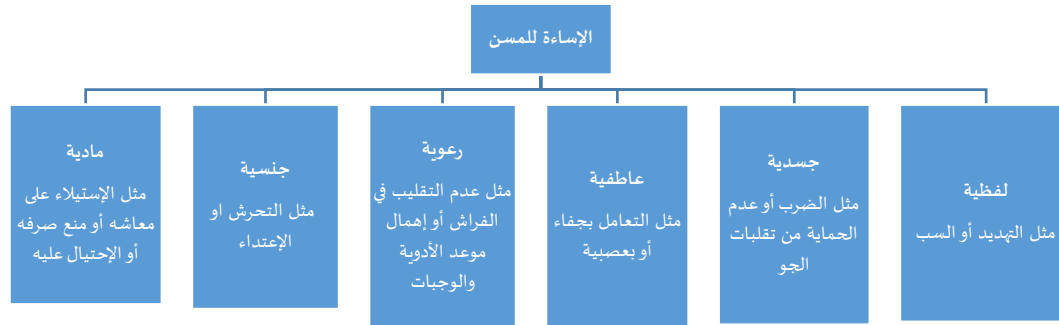 الإساءة للمسن
لفظية
مثل التهديد أو السب
جسدية
مثل الضرب أو عدم
الحماية من تقلبات
الجو
عاطفية
مثل التعامل بجفاء
أو بعصبية
رعوية
مثل عدم التقليب في
الفراش أو إهمال
موعد الأدوية
والوجبات
جنسية
مثل التحرش او
الإعتداء
مادية
مثل الإستيلاء على
معاشه أو منع صرفه
أو الإحتيال عليه